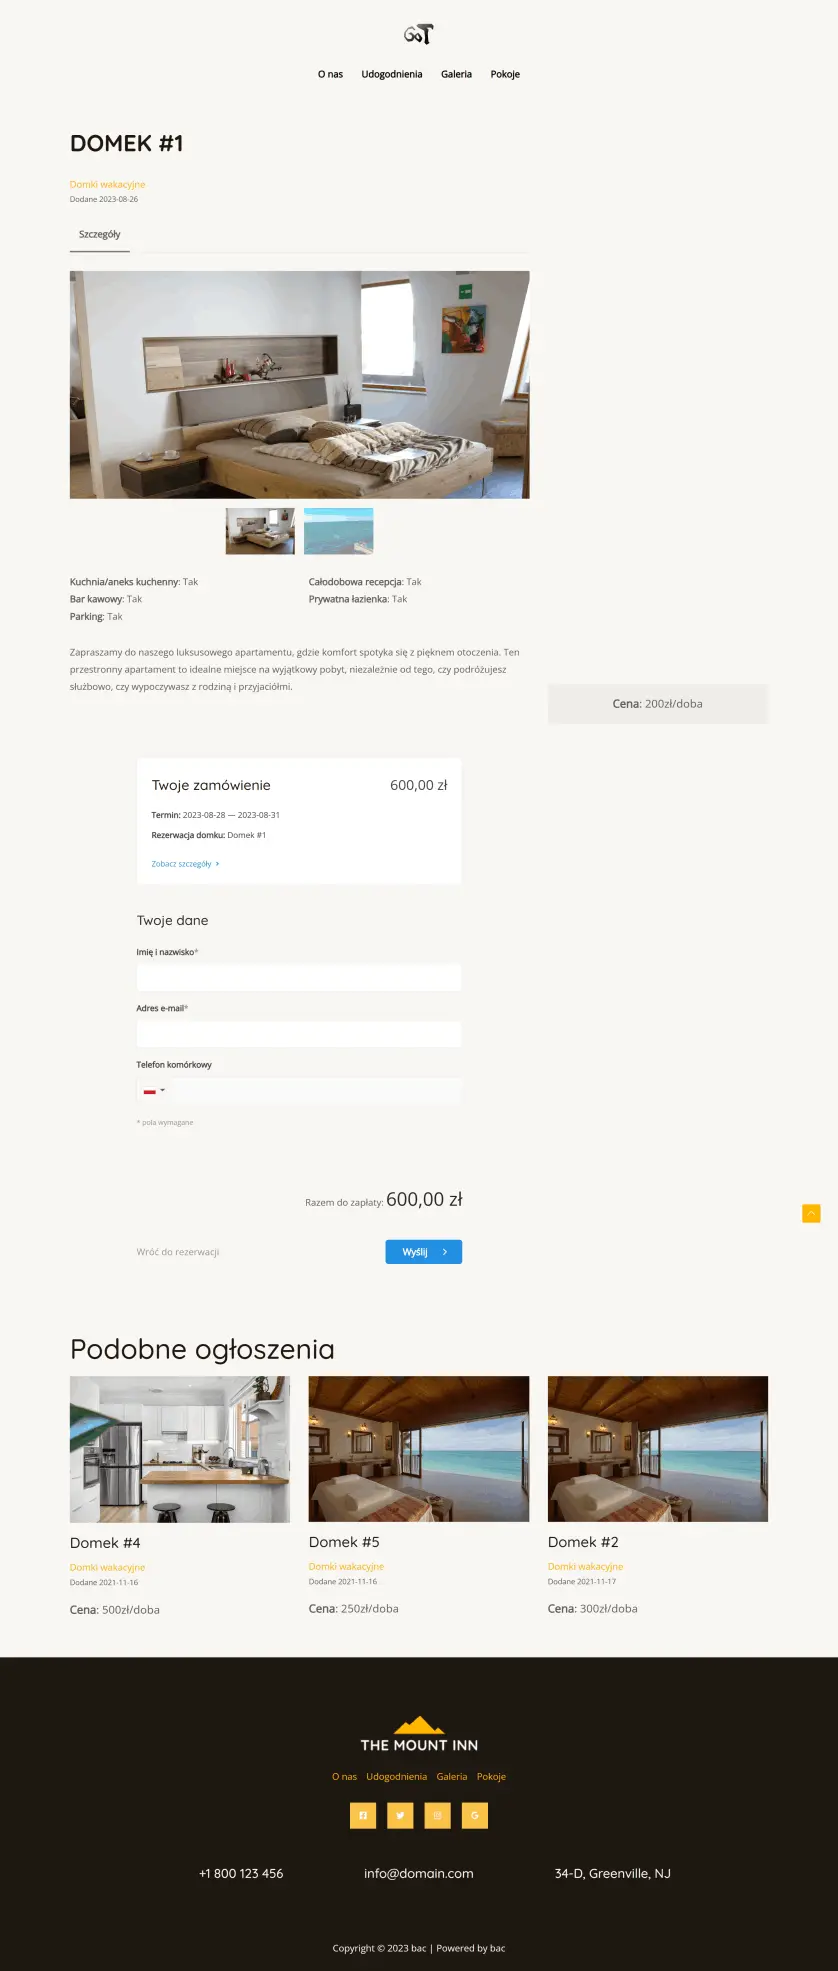 GoT
O nas Udogodnienia Galeria Pokoje
DOMEK #1
Domki wakacyjne
Dodane 2023-08-26
Szczegóły
Kuchnia/aneks kuchenny: Tak
Całodobowa recepcja: Tak
Bar kawowy: Tak
Prywatna łazienka: Tak
Parking: Tak
Zapraszamy do naszego luksusowego apartamentu, gdzie komfort spotyka się z pięknem otoczenia. Ten
przestronny apartament to idealne miejsce na wyjątkowy pobyt, niezależnie od tego, czy podróżujesz
służbowo, czy wypoczywasz z rodziną i przyjaciółmi.
Cena: 200zł/doba
Twoje zamówienie 600,00 zł
Termin: 2023-08-28 — 2023-08-31
Rezerwacja domku: Domek #1
Zobacz szczegóły >
Twoje dane
Imię i nazwisko*
Adres e-mail*
Telefon komórkowy
* pola wymagane
Razem do zapłaty: 600,00 zł
Wróć do rezerwacji
Wyślij >
Podobne ogłoszenia
Domek #4
Domki wakacyjne
Dodane 2021-11-16
Cena: 500zł/doba
Domek #5
Domki wakacyjne
Dodane 2021-11-16
Cena: 250zł/doba
Domek #2
Domki wakacyjne
Dodane 2021-11-17
Cena: 300zł/doba
THE MOUNT INN
O nas Udogodnienia Galeria Pokoje
+1 800 123 456
info@domain.com
34-D, Greenville, NJ
Copyright © 2023 bac | Powered by bac